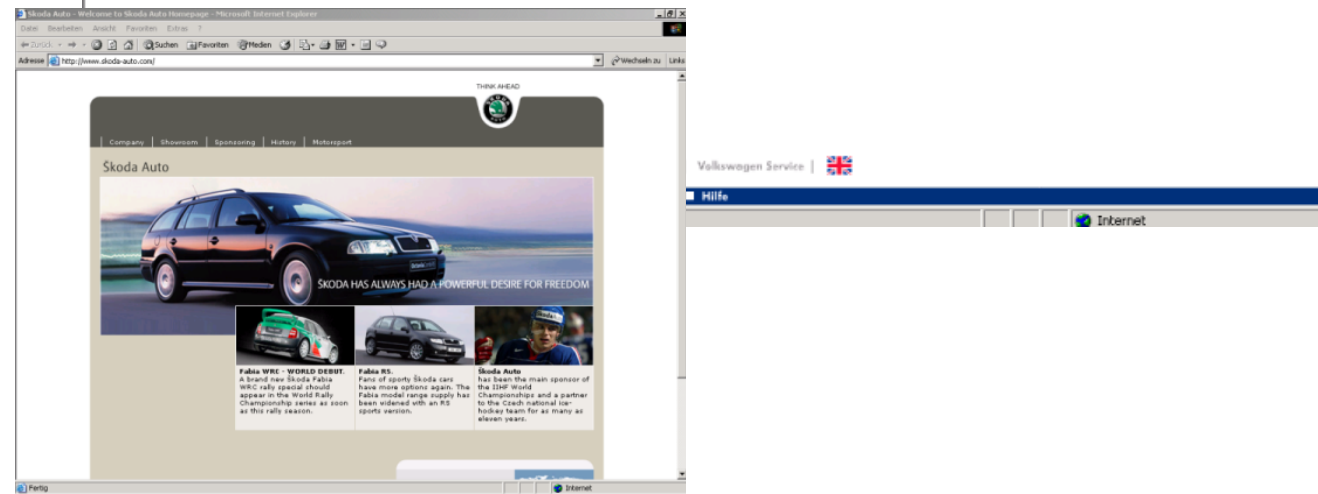 Skoda Auto - Welcome to Skoda Auto Homepage - Microsoft Internet Explorer
Datei Bearbeiten Ansicht Favoriten Extras ?
Zurück Suchen Favoriten Medien
Adresse http://www.skoda-auto.com/ Wechseln zu Links
THINK AHEAD
Company | Showroom | Sponsoring | History | Motorsport
Škoda Auto
ŠKODA HAS ALWAYS HAD A POWERFUL DESIRE FOR FREEDOM
Fabia WRC - WORLD DEBUT.
A brand new Škoda Fabia
WRC rally special should
appear in the World Rally
Championship series as soon
as this rally season.
Fabia RS.
Fans of sporty Škoda cars
have more options again. The
Fabia model range supply has
been widened with an RS
sports version.
Škoda Auto
has been the main sponsor of
the IIHF World
Championships and a partner
to the Czech national ice-
hockey team for as many as
eleven years.
Fertig Internet
Volkswagen Service |
Hilfe
Internet